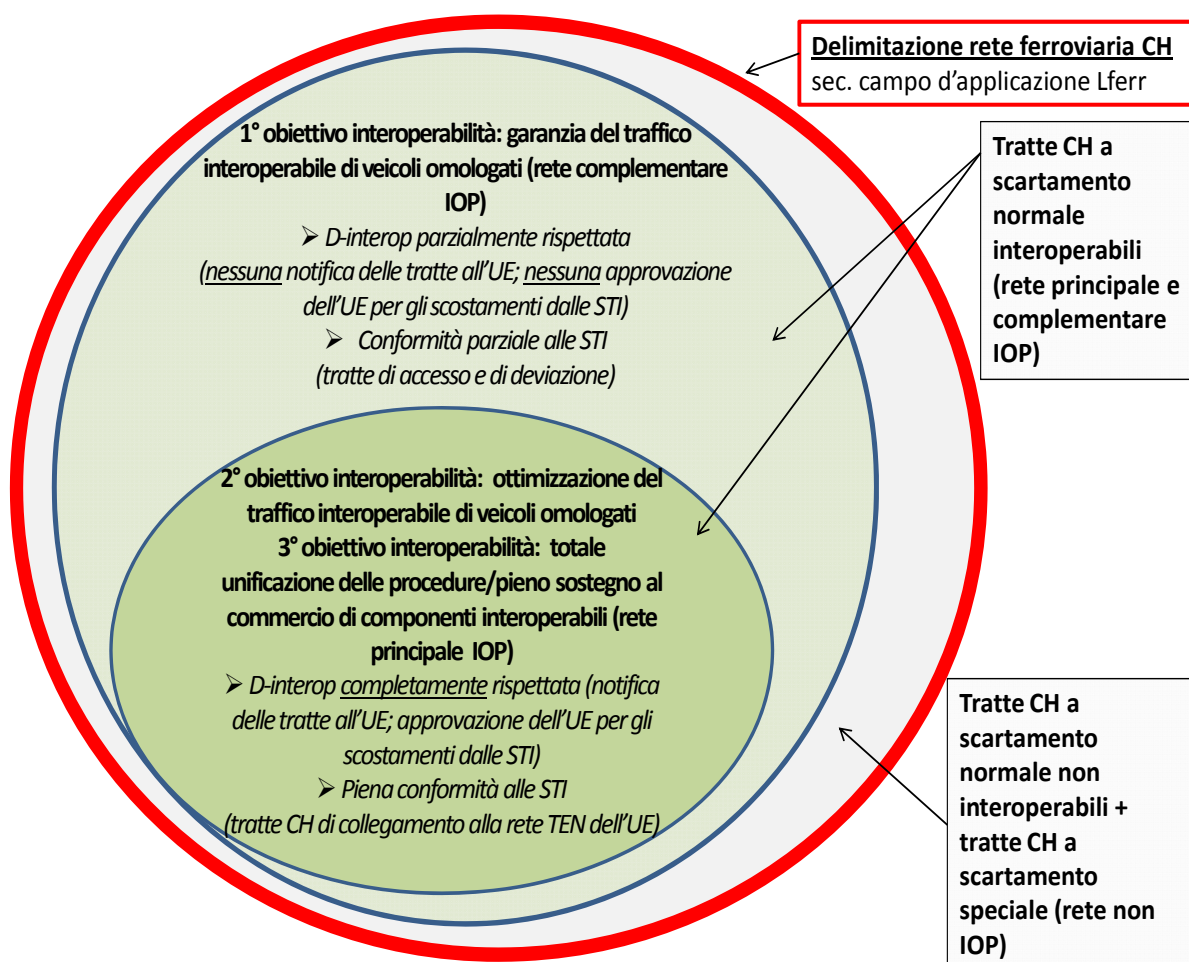 Delimitazione rete ferroviaria CH
sec. campo d'applicazione Lferr
1° obiettivo interoperabilità: garanzia del traffico
interoperabile di veicoli omologati (rete complementare
IOP)
➢ D-interop parzialmente rispettata
(nessuna notifica delle tratte all'UE; nessuna approvazione
dell'UE per gli scostamenti dalle STI)
➢ Conformità parziale alle STI
(tratte di accesso e di deviazione)
Tratte CH a
scartamento
normale
interoperabili
(rete principale e
complementare
IOP)
2° obiettivo interoperabilità: ottimizzazione del
traffico interoperabile di veicoli omologati
3° obiettivo interoperabilità: totale
unificazione delle procedure/pieno sostegno al
commercio di componenti interoperabili (rete
principale IOP)
➢ D-interop completamente rispettata (notifica
delle tratte all'UE; approvazione dell'UE per gli
scostamenti dalle STI)
➢ Piena conformità alle STI
(tratte CH di collegamento alla rete TEN dell'UE)
Tratte CH a
scartamento
normale non
interoperabili +
tratte CH a
scartamento
speciale (rete non
IOP)